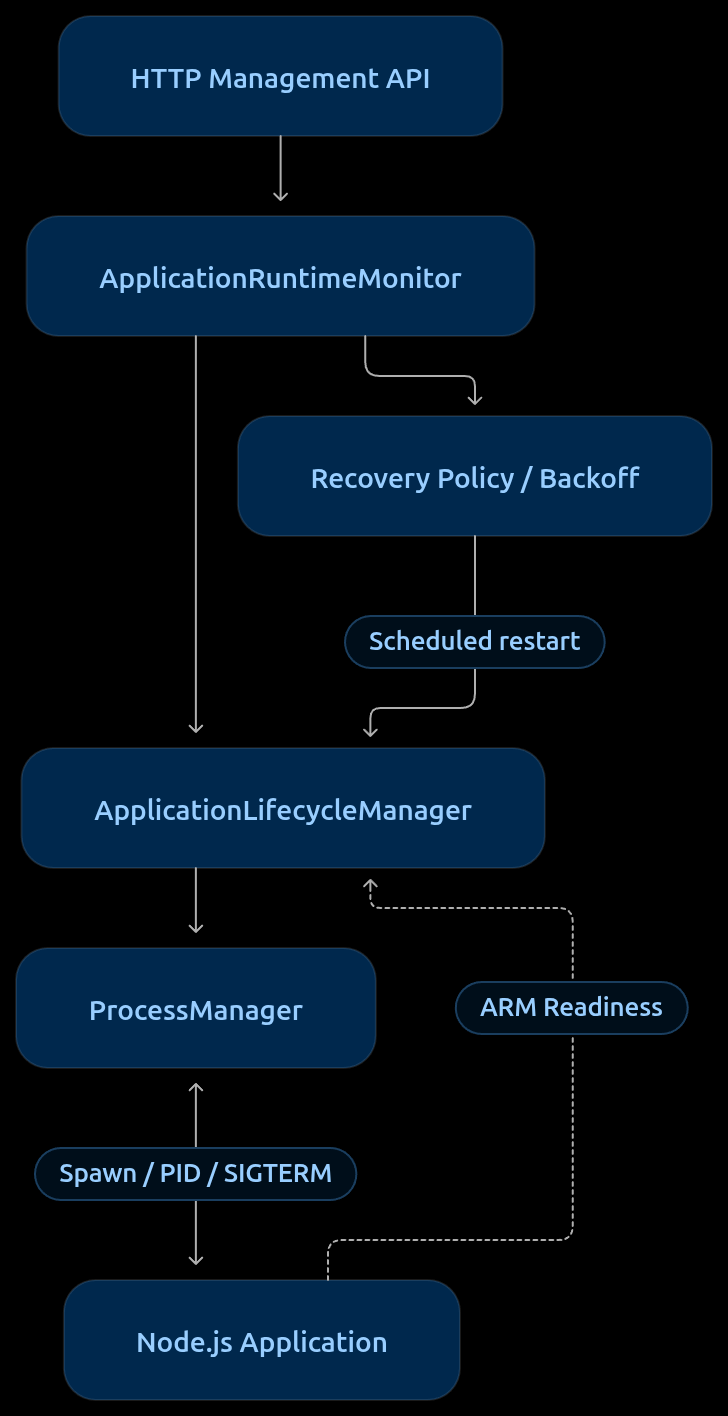 HTTP Management API
ApplicationRuntimeMonitor
Recovery Policy / Backoff
Scheduled restart
ApplicationLifecycleManager
ProcessManager
ARM Readiness
Spawn / PID / SIGTERM
Node.js Application